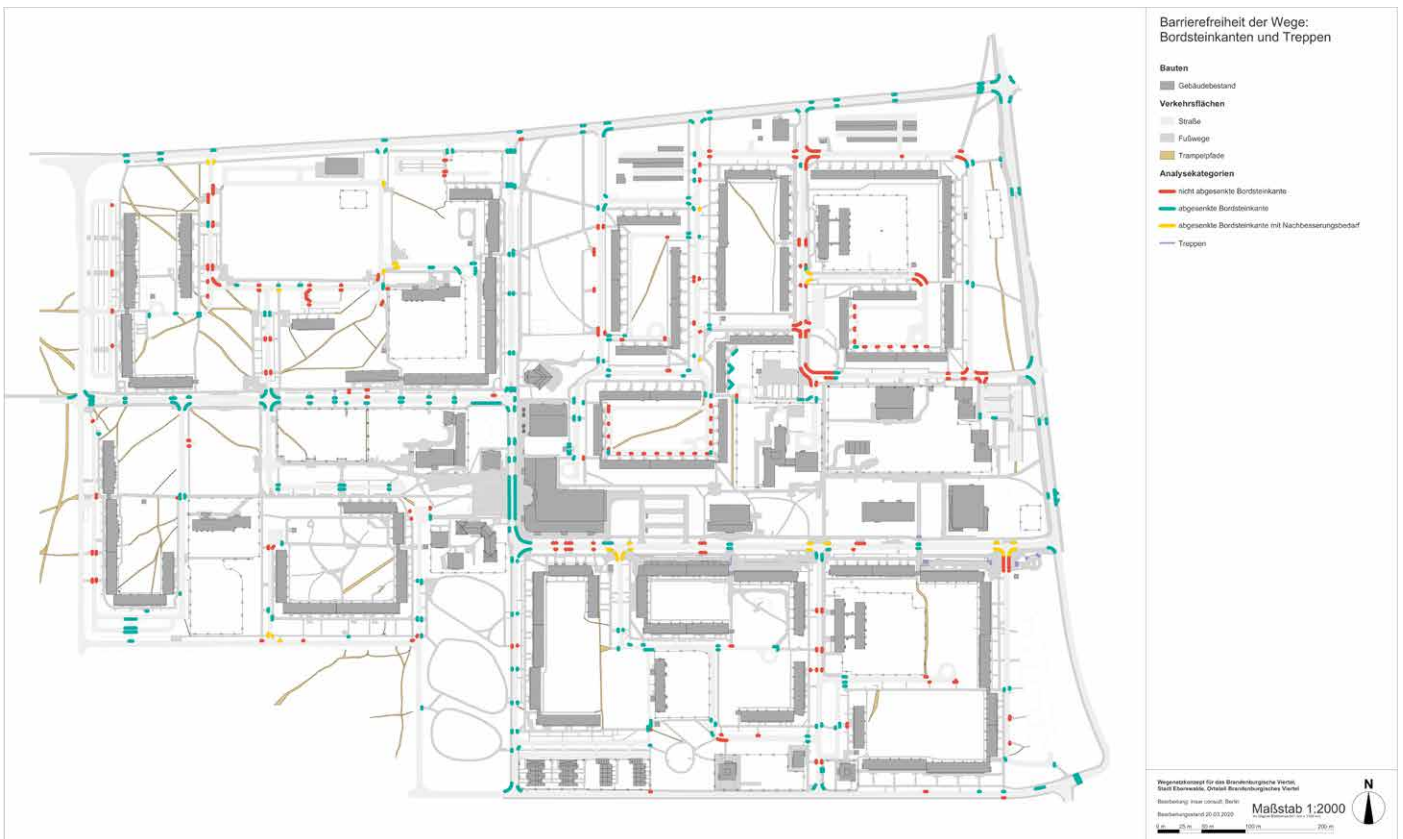 Barrierefreiheit der Wege:
Bordsteinkanten und Treppen
Bauten
Gebäudebestand
Verkehrsflächen
Straße
Fußwege
Trampelpfade
Analysekategorien
nicht abgesenkte Bordsteinkante
abgesenkte Bordsteinkante
abgesenkte Bordsteinkante mit Nachbesserungsbedarf
Treppen
Wegenetzkonzept für das Brandenburgische Viertel,
Stadt Eberswalde, Ortsteil Brandenburgisches Viertel
Bearbeitung: inser consult, Berlin
Bearbeitungsstand 20.03.2020
Maßstab 1:2000
N
0 m 25 m 50 m 100 m 200 m